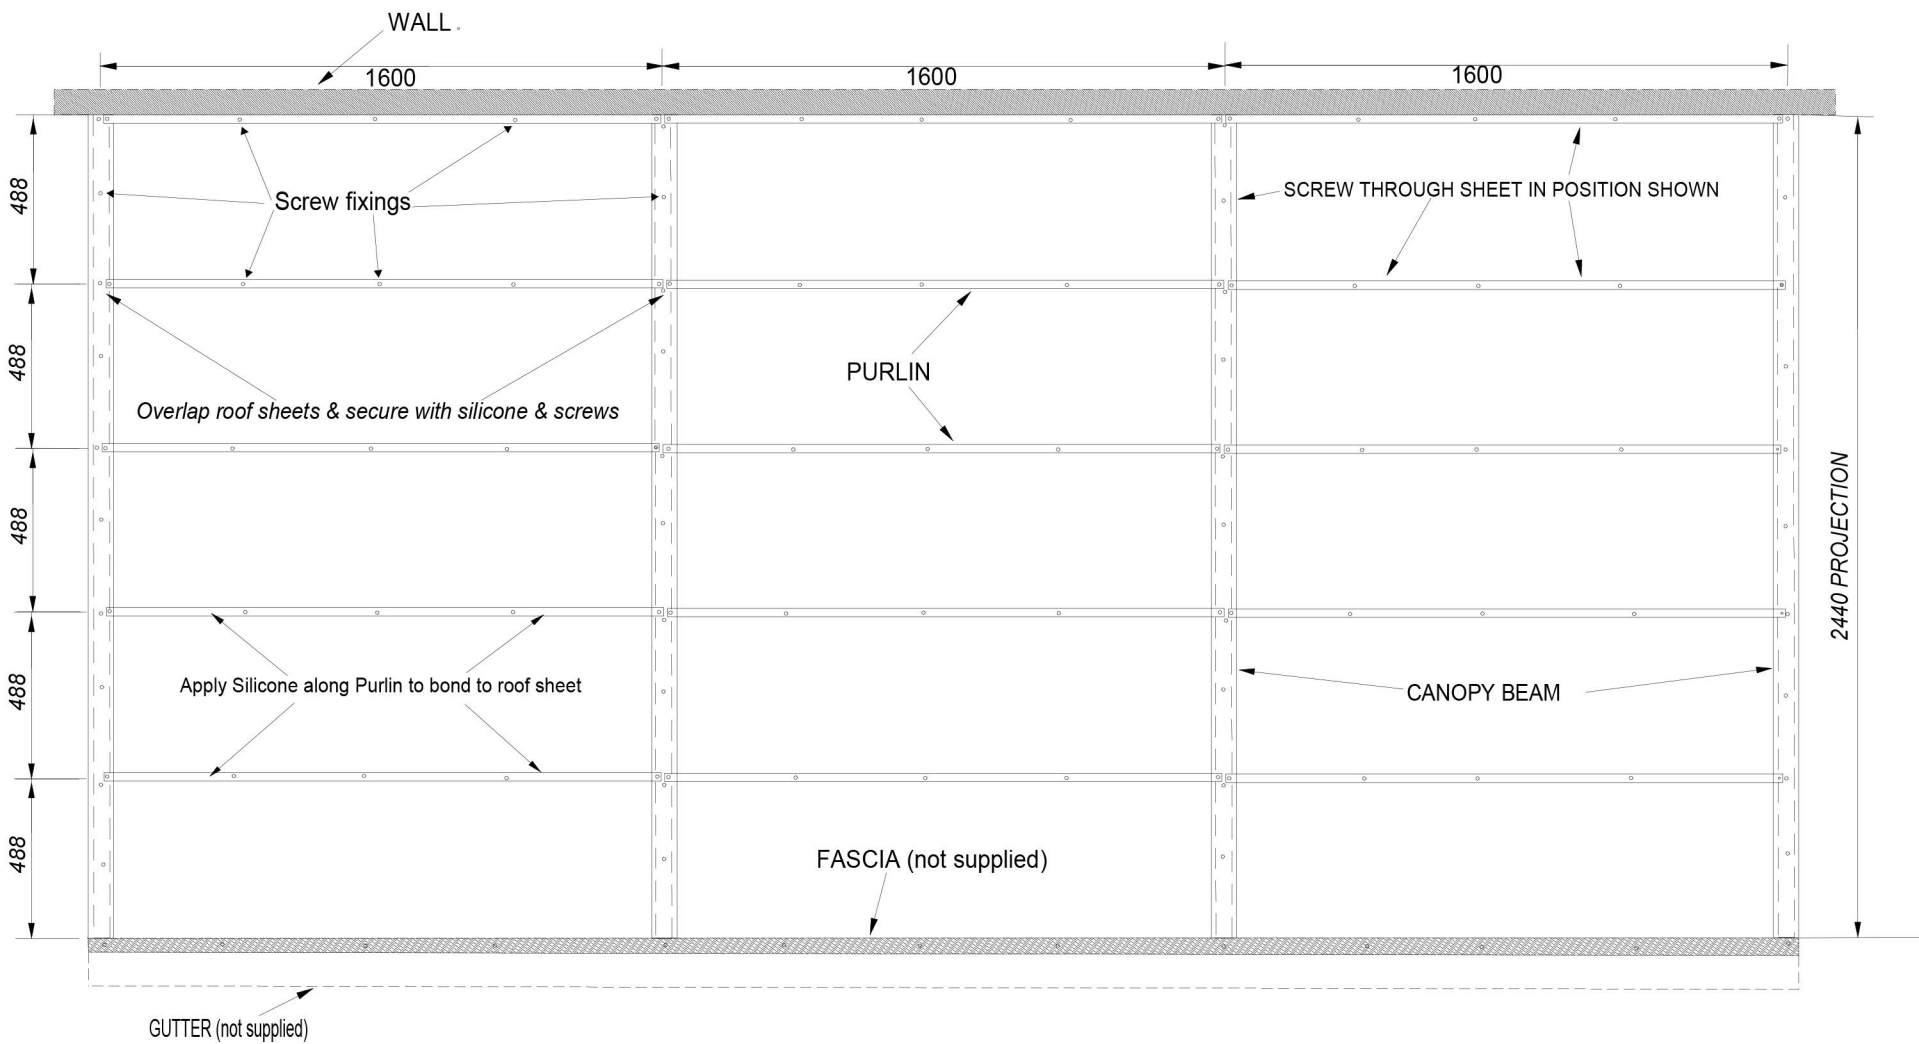 WALL
1600
1600
1600
488
Screw fixings
SCREW THROUGH SHEET IN POSITION SHOWN
488
PURLIN
Overlap roof sheets & secure with silicone & screws
488
2440 PROJECTION
488
Apply Silicone along Purlin to bond to roof sheet
CANOPY BEAM
488
FASCIA (not supplied)
GUTTER (not supplied)